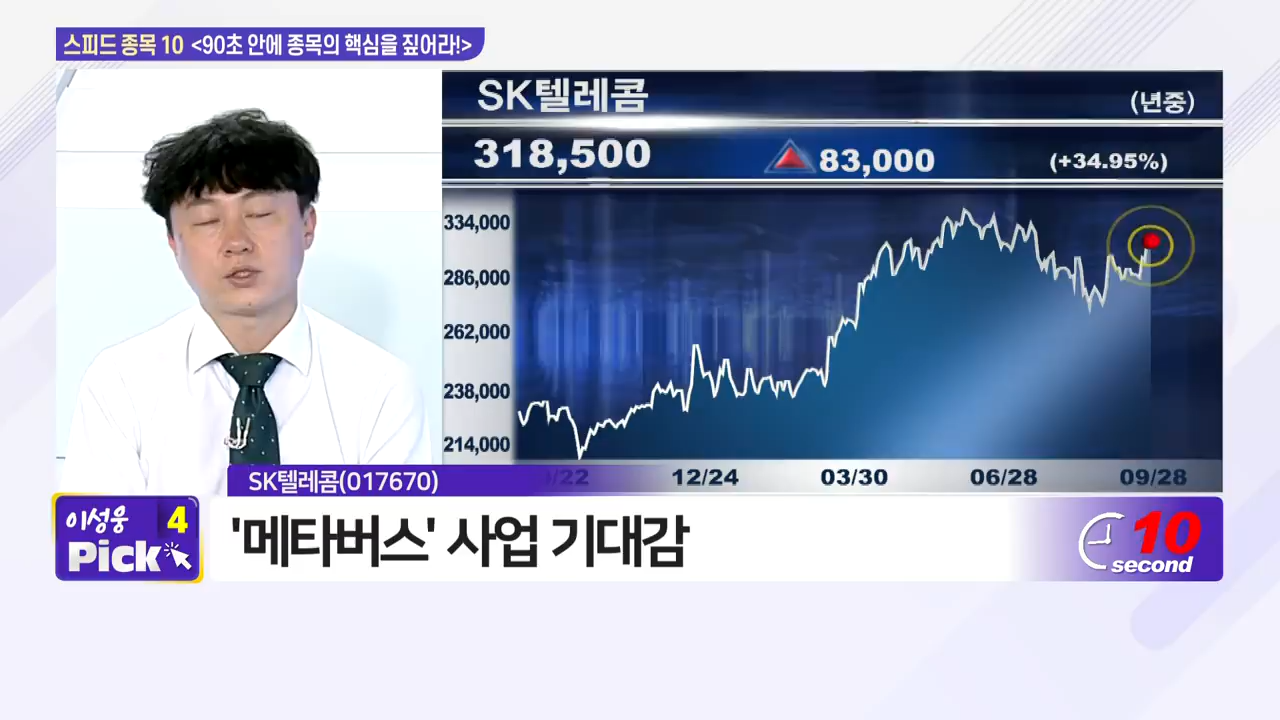 스피드 종목 10 <90초 안에 종목의 핵심을 짚어라!>
SK텔레콤
(년중)
318,500 ▲ 83,000 (+34.95%)
334,000
286,000
262,000
238,000
214,000
/22 12/24 03/30 06/28 09/28
SK텔레콤(017670)
이성웅 4
Pick
'메타버스' 사업 기대감
10
second